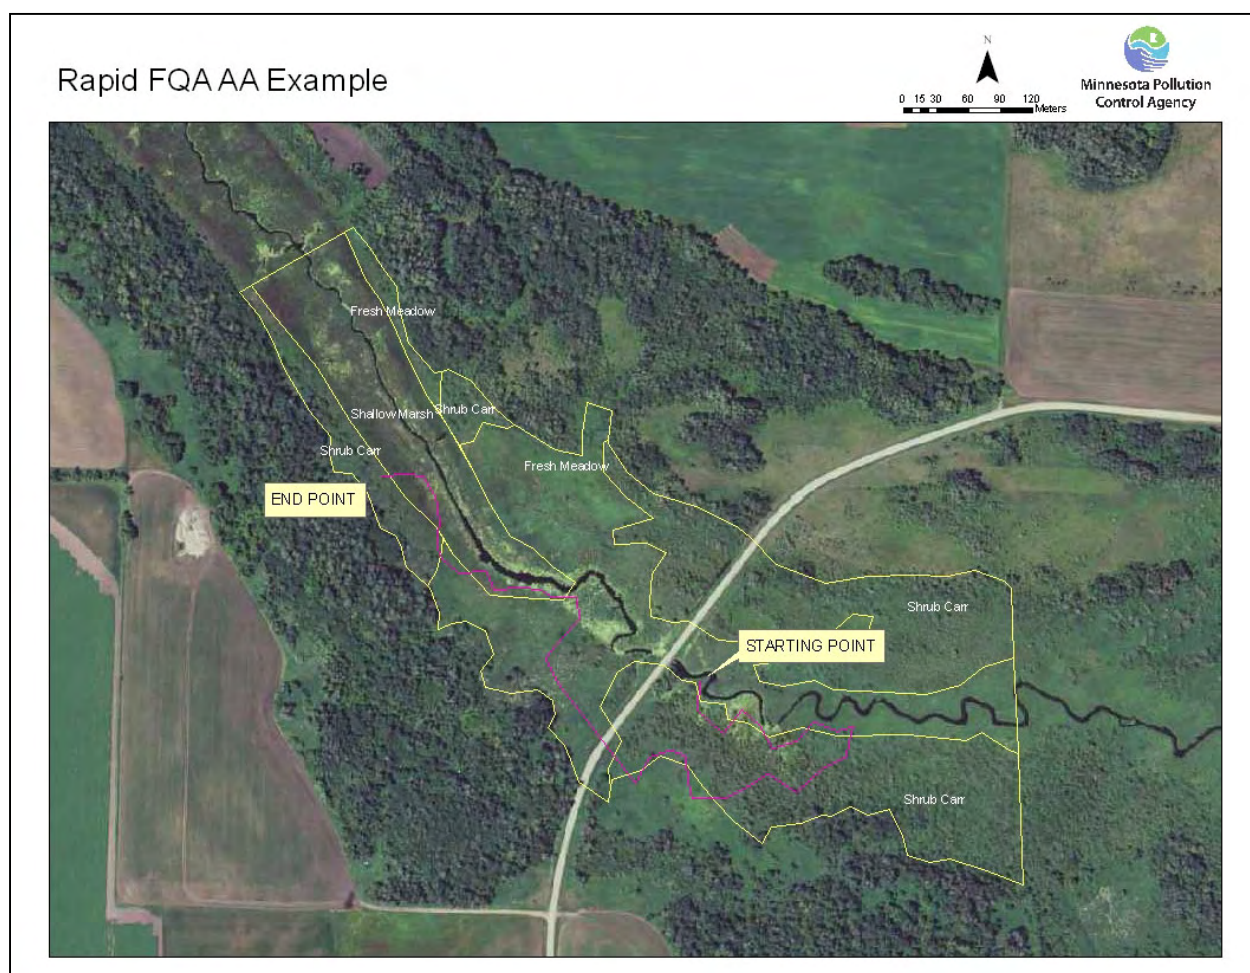 Rapid FQA AA Example
N
0 15 30 60 90 120
Meters
Minnesota Pollution
Control Agency
Fresh Meadow
Shallow Marsh
Shrub Carr
Shrub Carr
Fresh Meadow
END POINT
Shrub Carr
STARTING POINT
Shrub Carr